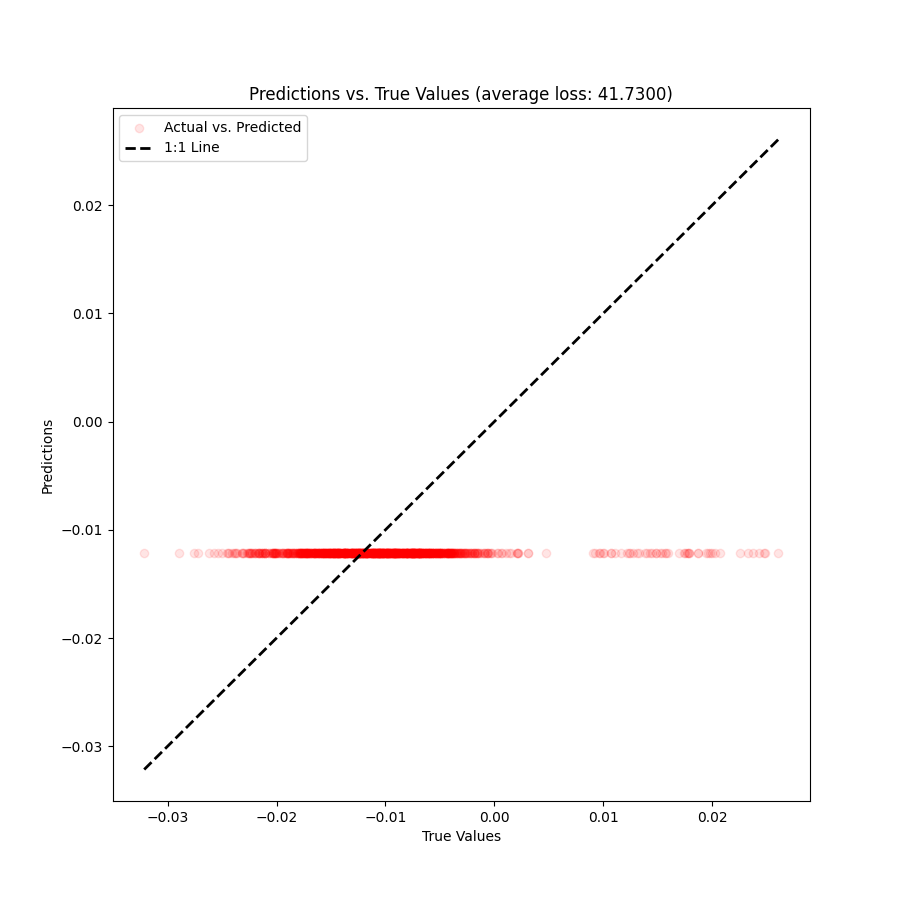 Predictions vs. True Values (average loss: 41.7300)
Actual vs. Predicted
1:1 Line
0.02
0.01
0.00
−0.01
−0.02
−0.03
Predictions
−0.03 −0.02 −0.01 0.00 0.01 0.02
True Values